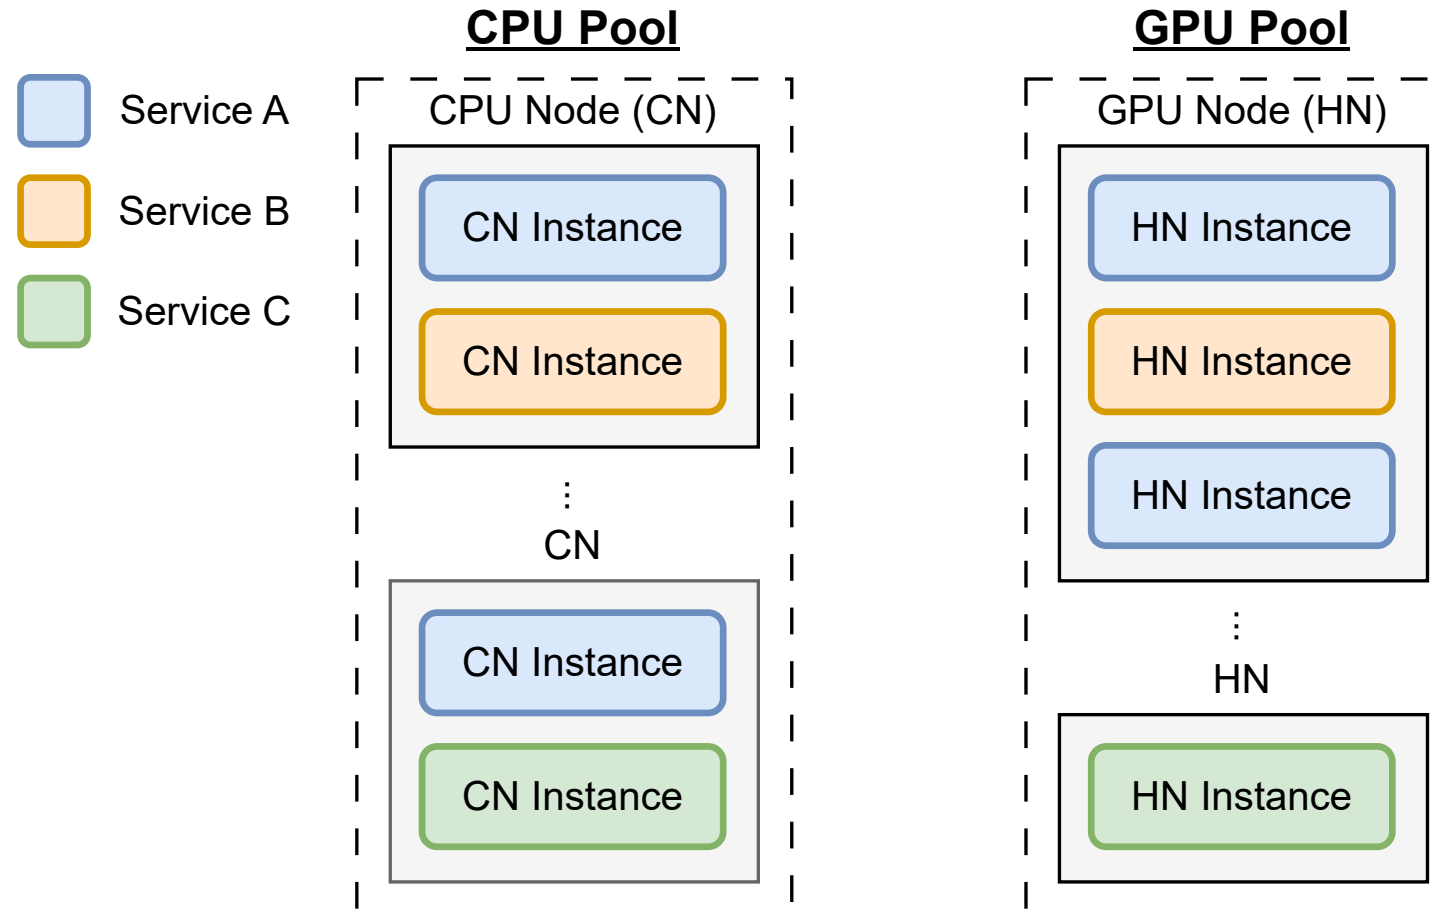 CPU Pool
GPU Pool
Service A
Service B
Service C
CPU Node (CN)
CN Instance
CN Instance
...
CN
CN Instance
CN Instance
GPU Node (HN)
HN Instance
HN Instance
HN Instance
...
HN
HN Instance